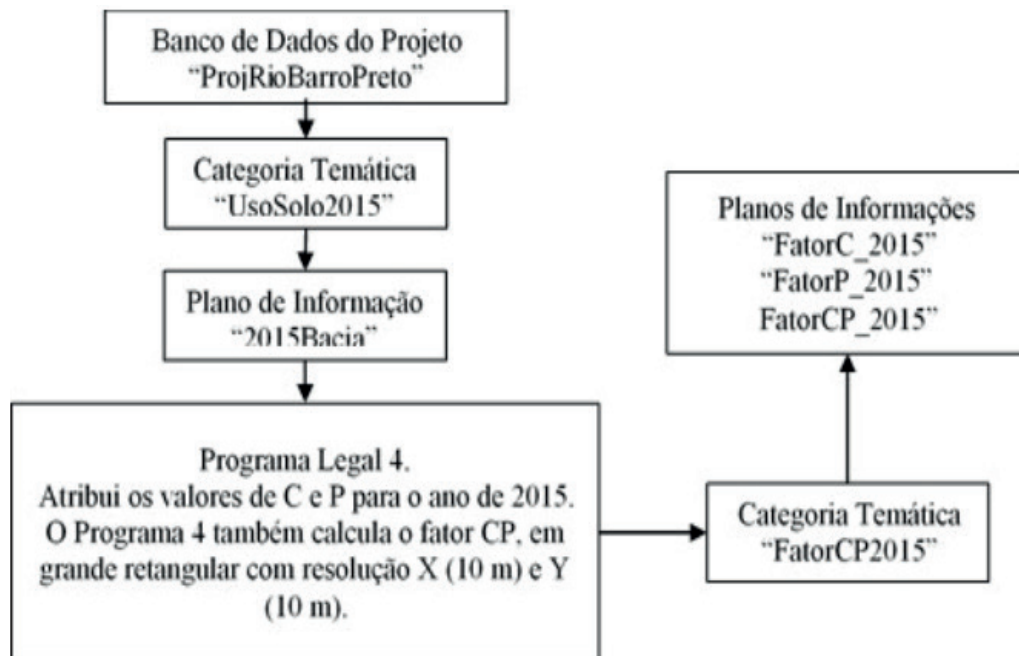 Banco de Dados do Projeto
“ProjRioBarroPreto”
Categoria Temática
“UsoSolo2015”
Plano de Informação
“2015Bacia”
Programa Legal 4.
Atribui os valores de C e P para o ano de 2015.
O Programa 4 também calcula o fator CP, em
grande retangular com resolução X (10 m) e Y
(10 m).
Categoria Temática
“FatorCP2015”
Planos de Informações
“FatorC_2015”
“FatorP_2015”
FatorCP_2015”